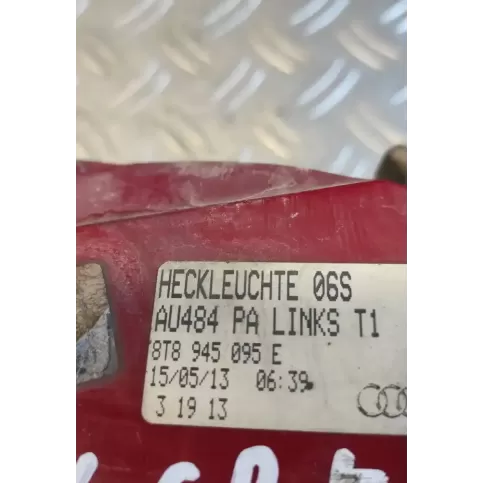 HECKLEUCHTE 06S
AU484 PA LINKS T1
8T8 945 095 E
15/05/13 06:39
3 19 13